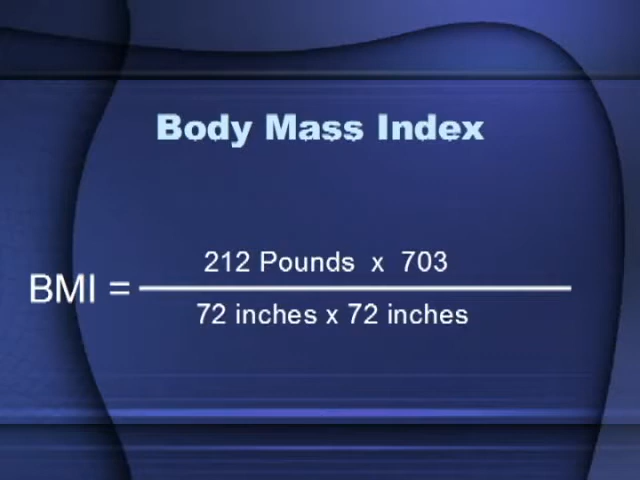 Body Mass Index
212 Pounds x 703
BMI =
72 inches x 72 inches